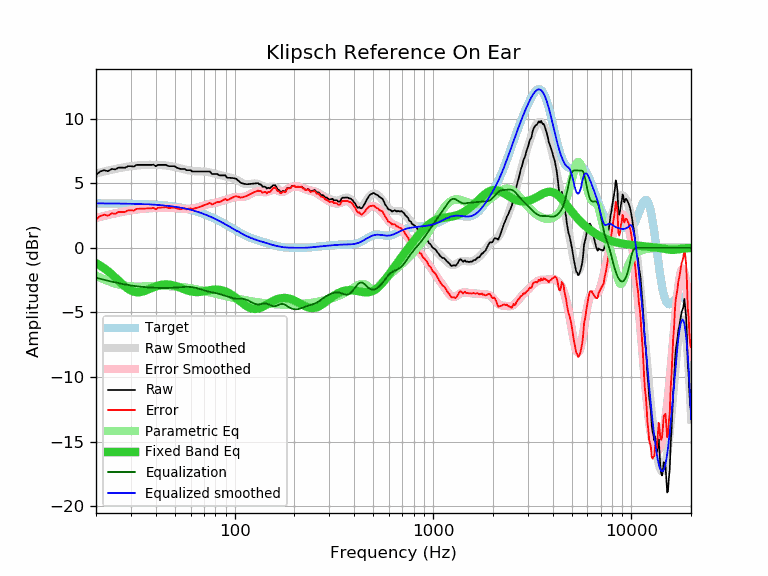 Klipsch Reference On Ear
Amplitude (dBr)
10
5
0
−5
−10
−15
−20
Target
Raw Smoothed
Error Smoothed
Raw
Error
Parametric Eq
Fixed Band Eq
Equalization
Equalized smoothed
100
1000
10000
Frequency (Hz)